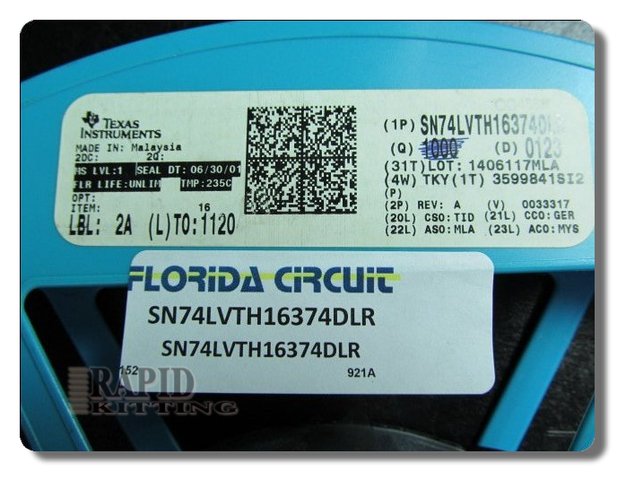 TEXAS
INSTRUMENTS
MADE IN: Malaysia
2DC: 2Q:
MS LVL:1 SEAL DT: 06/30/01
FLR LIFE:UNLIM TMP:235C
OPT:
ITEM: 16
LBL: 2A (L)TO:1120
(1P) SN74LVTH16374DLR
(Q) 1000 (D) 0123
(31T)LOT: 1406117MLA
(4W) TKY(1T) 3599841SI2
(P)
(2P) REV: A (V) 0033317
(20L) CSO:TID (21L) CCO:GER
(22L) ASO:MLA (23L) ACO:MYS
FLORIDA CIRCUIT
SN74LVTH16374DLR
SN74LVTH16374DLR
152 921A
RAPID
KITTING